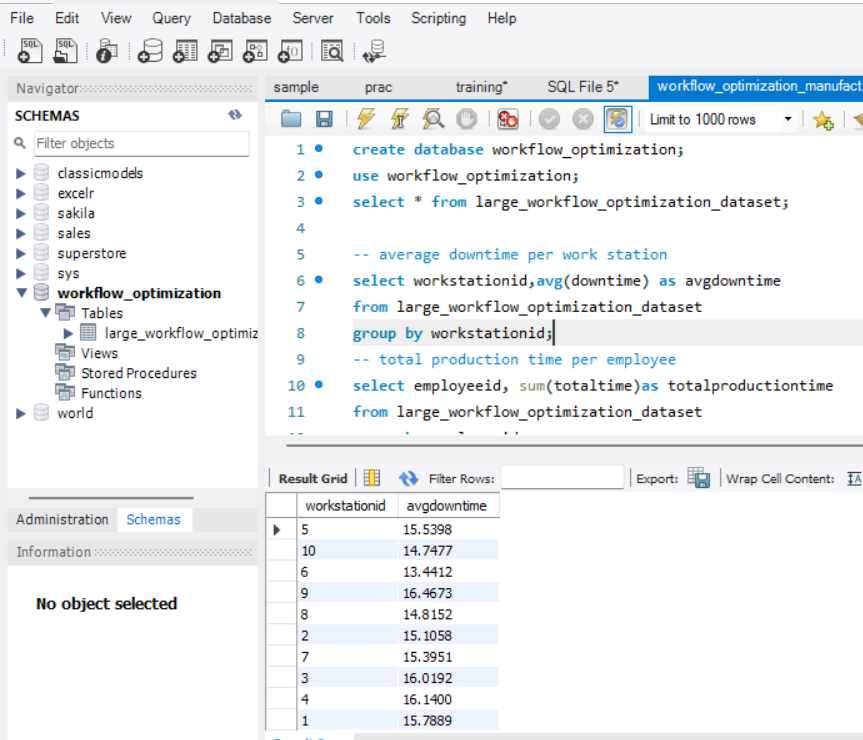 File Edit View Query Database Server Tools Scripting Help
Navigator
SCHEMAS
Filter objects
classicmodels
excelr
sakila
sales
superstore
sys
workflow_optimization
Tables
large_workflow_optimiz
Views
Stored Procedures
Functions
world
Administration Schemas
Information
No object selected
sample prac training* SQL File 5* workflow_optimization_manufact
Limit to 1000 rows
1 create database workflow_optimization;
2 use workflow_optimization;
3 select * from large_workflow_optimization_dataset;
4
5 -- average downtime per work station
6 select workstationid,avg(downtime) as avgdowntime
7 from large_workflow_optimization_dataset
8 group by workstationid;
9 -- total production time per employee
10 select employeeid, sum(totaltime)as totalproductiontime
11 from large_workflow_optimization_dataset
Result Grid Filter Rows: Export: Wrap Cell Content:
workstationid avgdowntime
5 15.5398
10 14.7477
6 13.4412
9 16.4673
8 14.8152
2 15.1058
7 15.3951
3 16.0192
4 16.1400
1 15.7889